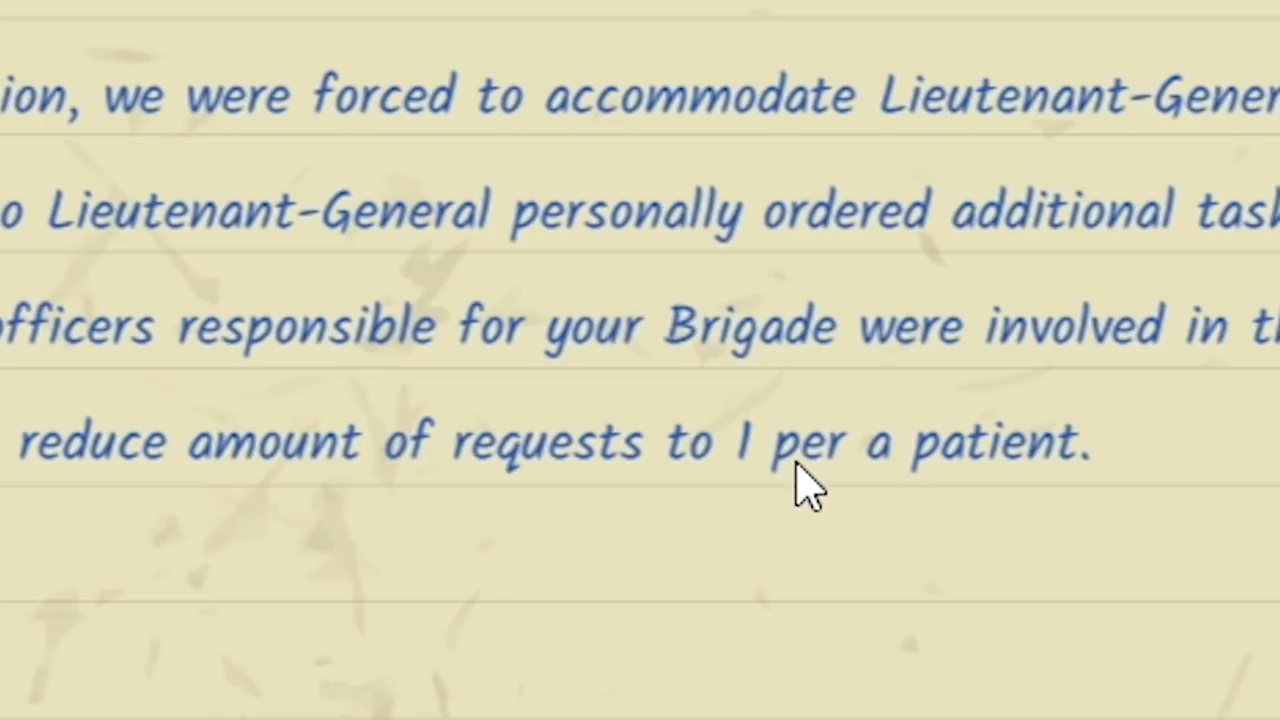 ion, we were forced to accommodate Lieutenant-Gener
o Lieutenant-General personally ordered additional task
officers responsible for your Brigade were involved in th
reduce amount of requests to 1 per a patient.